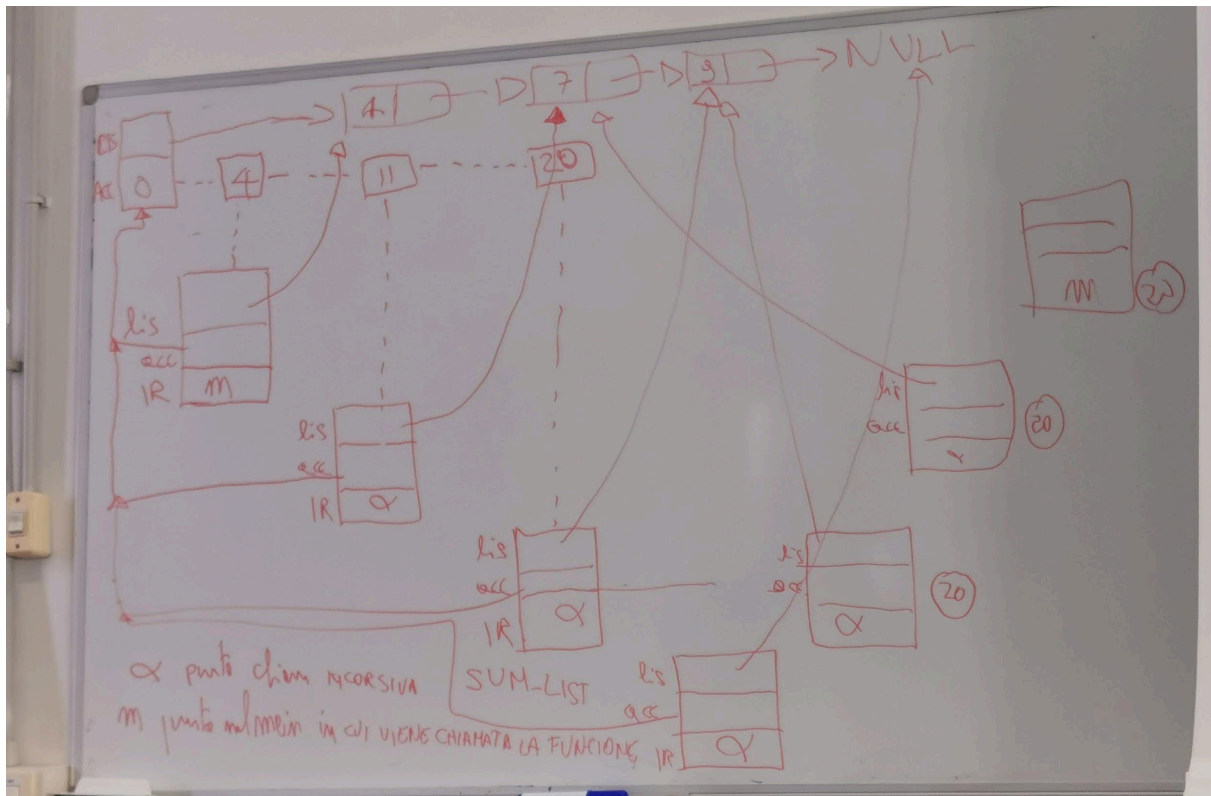 4 7 9 NULL
LIS
ACC 0 4 11 20
lis
acc
IR m 20
lis
acc
α 20
lis
acc
IR α
lis
acc
IR α
lis
acc
α 20
α punto chiam RICORSIVA
SUM-LIST
lis
acc
IR α
m punto nel mein in CUI VIENE CHIAMATA LA FUNZIONE